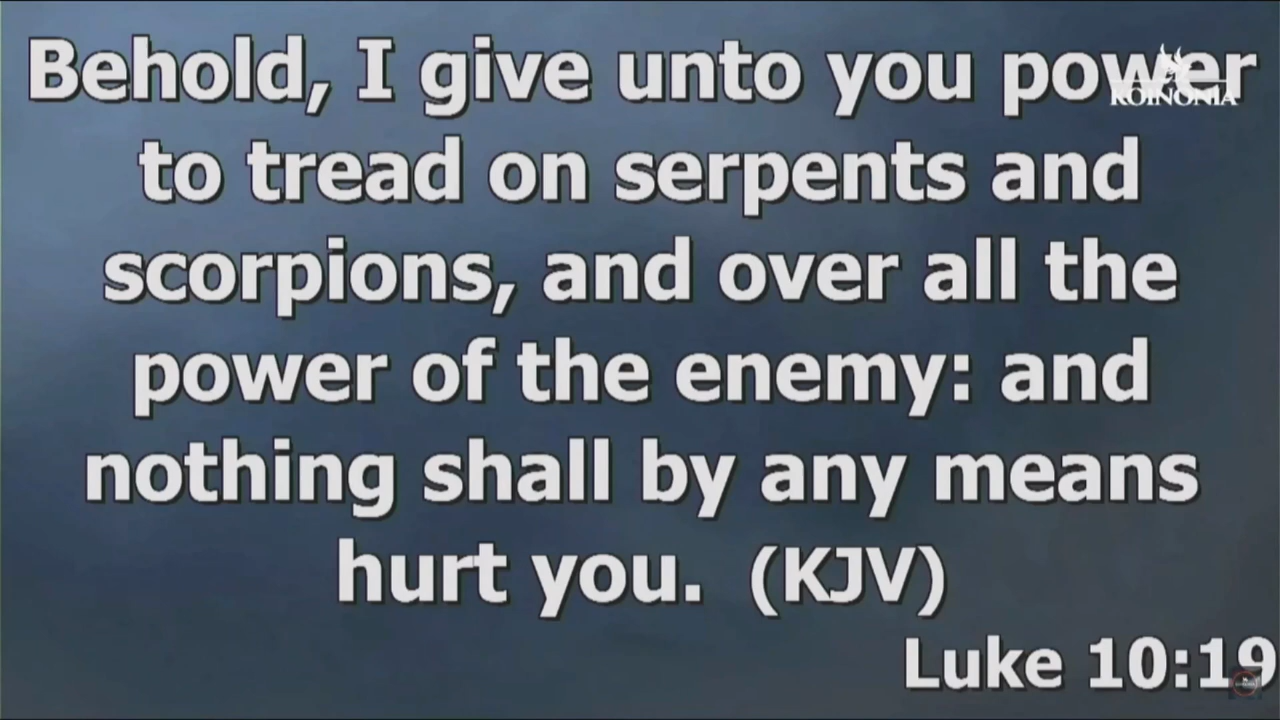 Behold, I give unto you power
KOINONIA
to tread on serpents and
scorpions, and over all the
power of the enemy: and
nothing shall by any means
hurt you. (KJV)
Luke 10:19